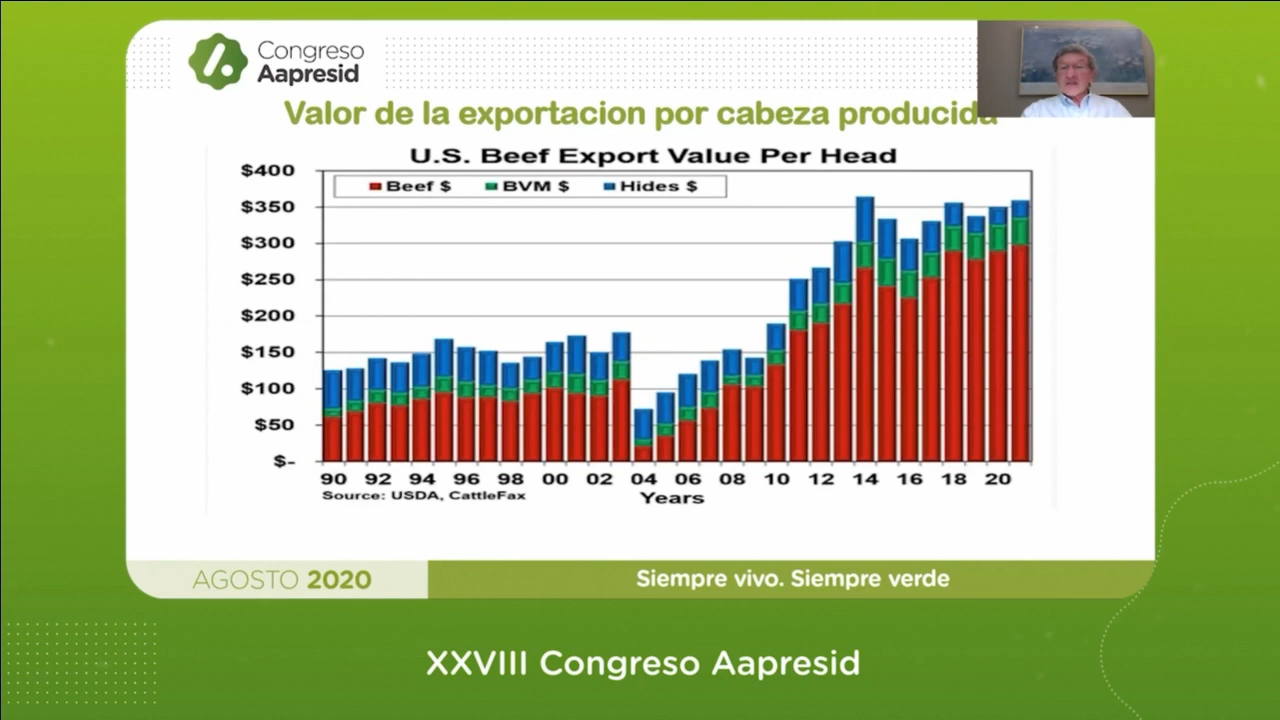 Congreso
Aapresid
Valor de la exportacion por cabeza producida
U.S. Beef Export Value Per Head
$400
Beef $ BVM $ Hides $
$350
$300
$250
$200
$150
$100
$50
$-
90 92 94 96 98 00 02 04 06 08 10 12 14 16 18 20
Source: USDA, CattleFax
Years
AGOSTO 2020
Siempre vivo. Siempre verde
XXVIII Congreso Aapresid